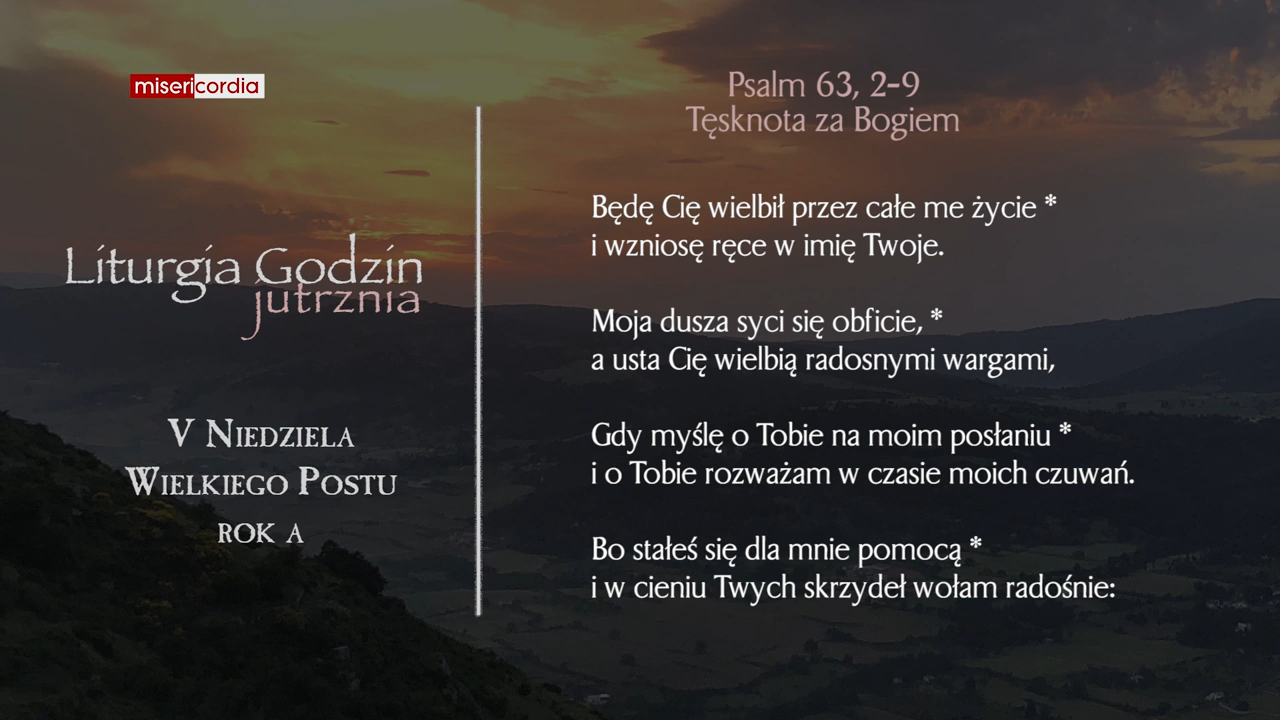 misericordia
Liturgia Godzin
jutrznia
V Niedziela
Wielkiego Postu
rok a
Psalm 63, 2-9
Tęsknota za Bogiem
Będę Cię wielbił przez całe me życie *
i wzniosę ręce w imię Twoje.
Moja dusza syci się obficie, *
a usta Cię wielbią radosnymi wargami,
Gdy myślę o Tobie na moim posłaniu *
i o Tobie rozważam w czasie moich czuwań.
Bo stałeś się dla mnie pomocą *
i w cieniu Twych skrzydeł wołam radośnie: